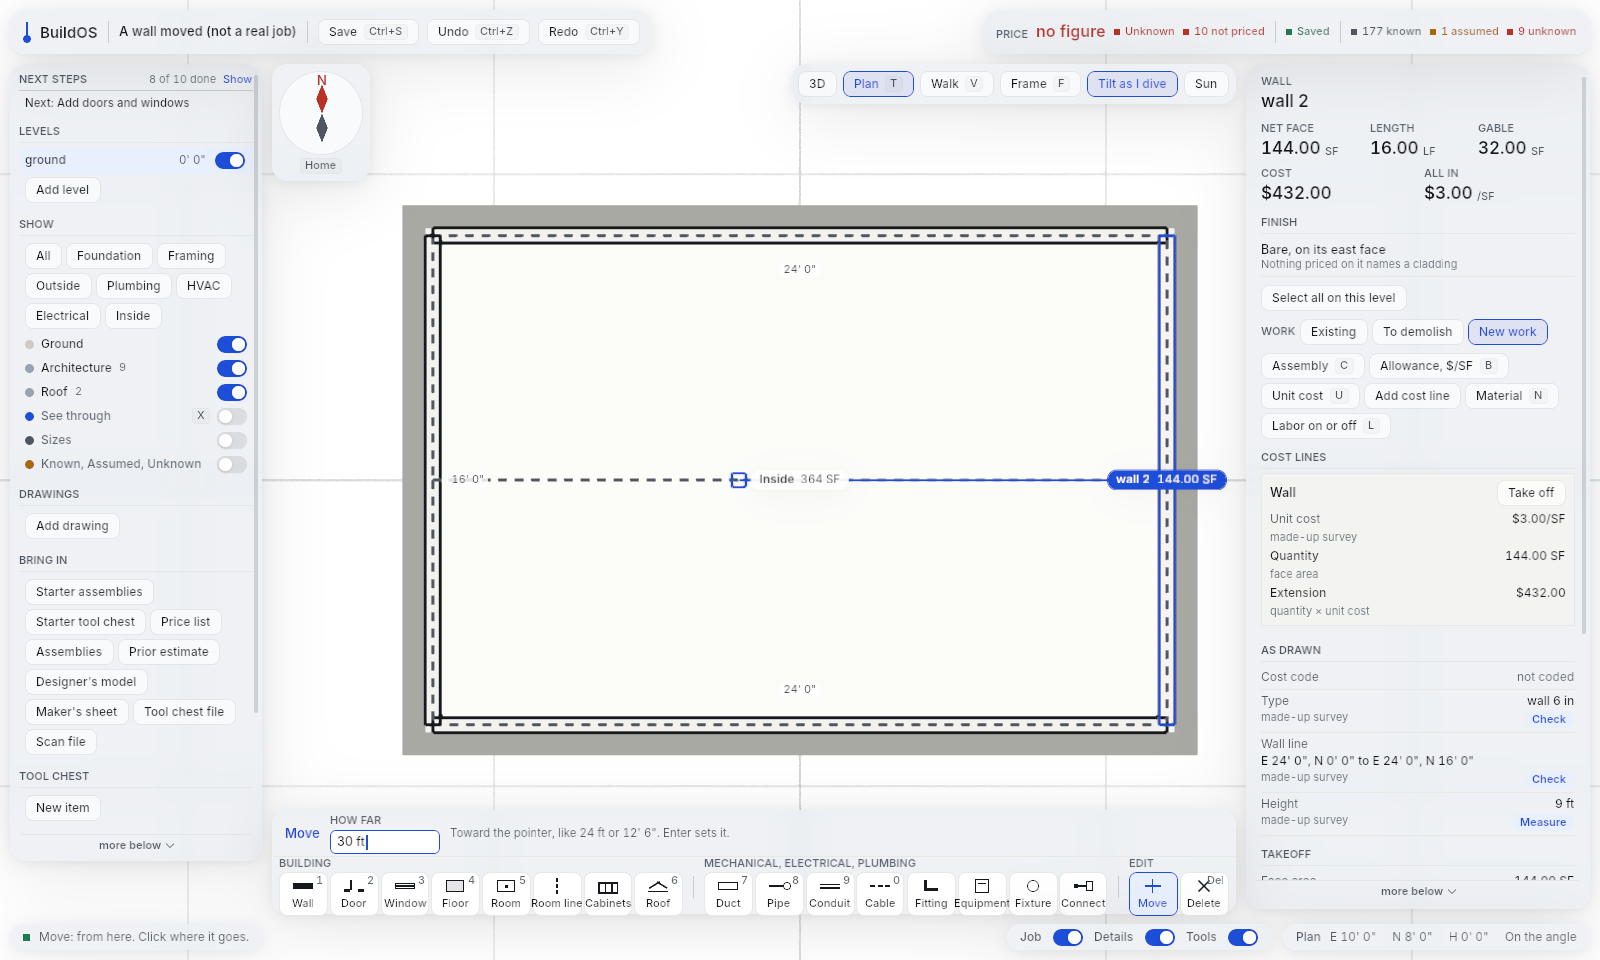 BuildOS
A wall moved (not a real job)
Save Ctrl+S
Undo Ctrl+Z
Redo Ctrl+Y
PRICE no figure
Unknown
10 not priced
Saved
177 known
1 assumed
9 unknown
NEXT STEPS 8 of 10 done Show
Next: Add doors and windows
LEVELS
ground 0' 0"
Add level
SHOW
All Foundation Framing
Outside Plumbing HVAC
Electrical Inside
Ground
Architecture 9
Roof 2
See through X
Sizes
Known, Assumed, Unknown
DRAWINGS
Add drawing
BRING IN
Starter assemblies
Starter tool chest Price list
Assemblies Prior estimate
Designer's model
Maker's sheet Tool chest file
Scan file
TOOL CHEST
New item
more below
N
Home
3D Plan T Walk V Frame F Tilt as I dive Sun
24' 0"
16' 0"
Inside 364 SF
wall 2 144.00 SF
24' 0"
WALL
wall 2
NET FACE LENGTH GABLE
144.00 SF 16.00 LF 32.00 SF
COST ALL IN
$432.00 $3.00 /SF
FINISH
Bare, on its east face
Nothing priced on it names a cladding
Select all on this level
WORK Existing To demolish New work
Assembly C Allowance, $/SF B
Unit cost U Add cost line Material N
Labor on or off L
COST LINES
Wall Take off
Unit cost $3.00/SF
made-up survey
Quantity 144.00 SF
face area
Extension $432.00
quantity × unit cost
AS DRAWN
Cost code not coded
Type wall 6 in
made-up survey Check
Wall line
E 24' 0", N 0' 0" to E 24' 0", N 16' 0"
made-up survey Check
Height 9 ft
made-up survey Measure
TAKEOFF
more below
Move
HOW FAR
30 ft
Toward the pointer, like 24 ft or 12' 6". Enter sets it.
BUILDING
Wall 1
Door 2
Window 3
Floor 4
Room 5
Room line
Cabinets
Roof 6
MECHANICAL, ELECTRICAL, PLUMBING
Duct 7
Pipe 8
Conduit 9
Cable 0
Fitting
Equipment
Fixture
Connect
EDIT
Move
Delete Del
Move: from here. Click where it goes.
Job Details Tools
Plan E 10' 0" N 8' 0" H 0' 0" On the angle